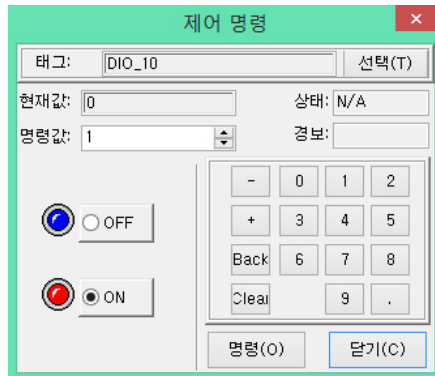 제어 명령
태그: DIO_10 선택(T)
현재값: 0 상태: N/A
명령값: 1 경보:
- 0 1 2
OFF + 3 4 5
Back 6 7 8
ON Clear 9 .
명령(O) 닫기(C)